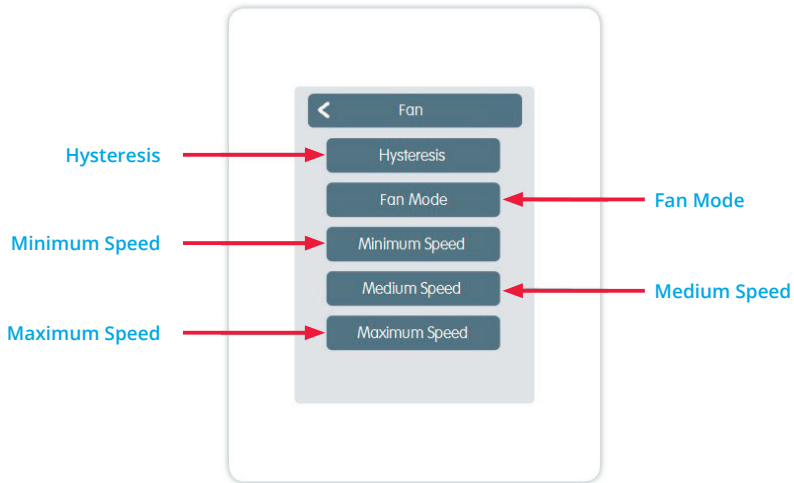 Fan
Hysteresis
Hysteresis
Fan Mode
Fan Mode
Minimum Speed
Minimum Speed
Medium Speed
Medium Speed
Maximum Speed
Maximum Speed